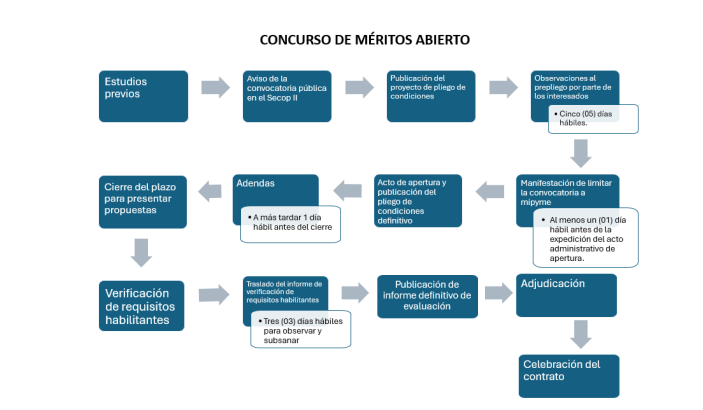 CONCURSO DE MÉRITOS ABIERTO
Estudios
previos
Aviso de la
convocatoria pública
en el Secop II
Publicación del
proyecto de pliego de
condiciones
Observaciones al
prepliego por parte de
los interesados
• Cinco (05) días
hábiles.
Manifestación de limitar
la convocatoria a
mipyme
• Al menos un (01) día
hábil antes de la
expedición del acto
administrativo de
apertura.
Acto de apertura y
publicación del
pliego de
condiciones
definitivo
Adendas
• A más tardar 1 día
hábil antes del cierre
Cierre del plazo
para presentar
propuestas
Verificación
de requisitos
habilitantes
Traslado del informe de
verificación de
requisitos habilitantes
• Tres (03) días hábiles
para observar y
subsanar
Publicación de
informe definitivo de
evaluación
Adjudicación
Celebración del
contrato